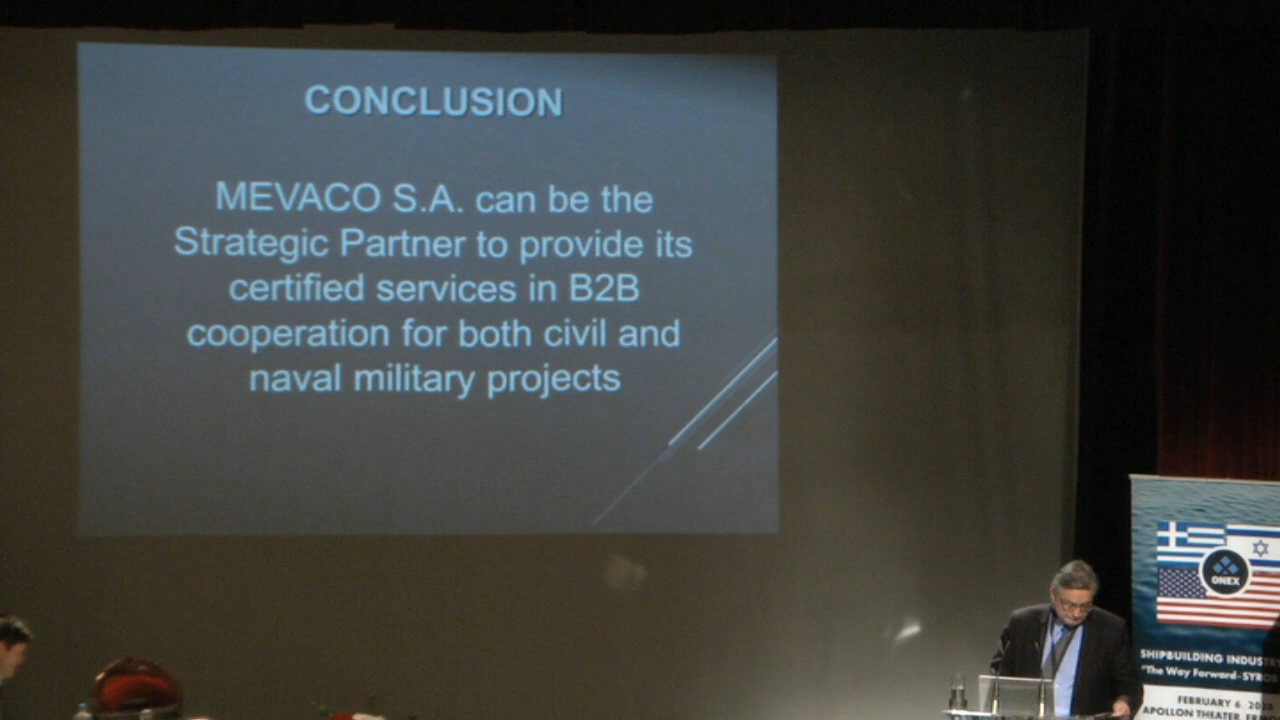 CONCLUSION
MEVACO S.A. can be the
Strategic Partner to provide its
certified services in B2B
cooperation for both civil and
naval military projects
ONEX
SHIPBUILDING
"The Way Forward-SYROS
FEBRUARY 6
APOLLON THEATER,